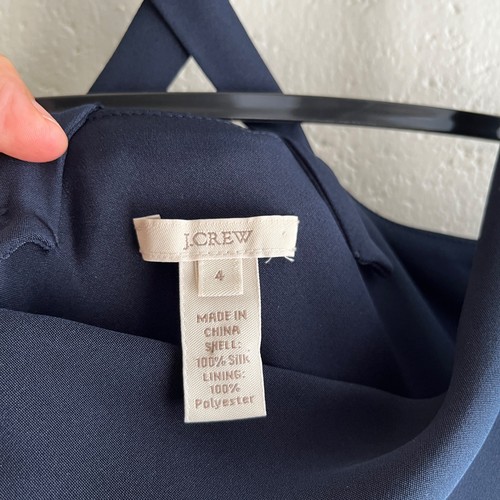 J.CREW
4
MADE IN
CHINA
SHELL:
100% Silk
LINING:
100%
Polyester